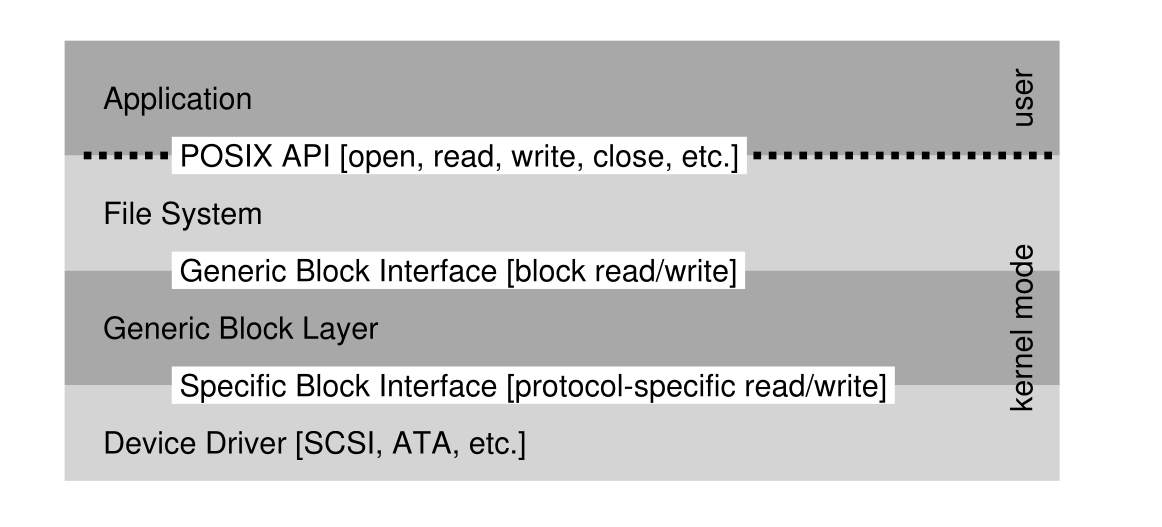 Application
user
POSIX API [open, read, write, close, etc.]
File System
Generic Block Interface [block read/write]
Generic Block Layer
kernel mode
Specific Block Interface [protocol-specific read/write]
Device Driver [SCSI, ATA, etc.]